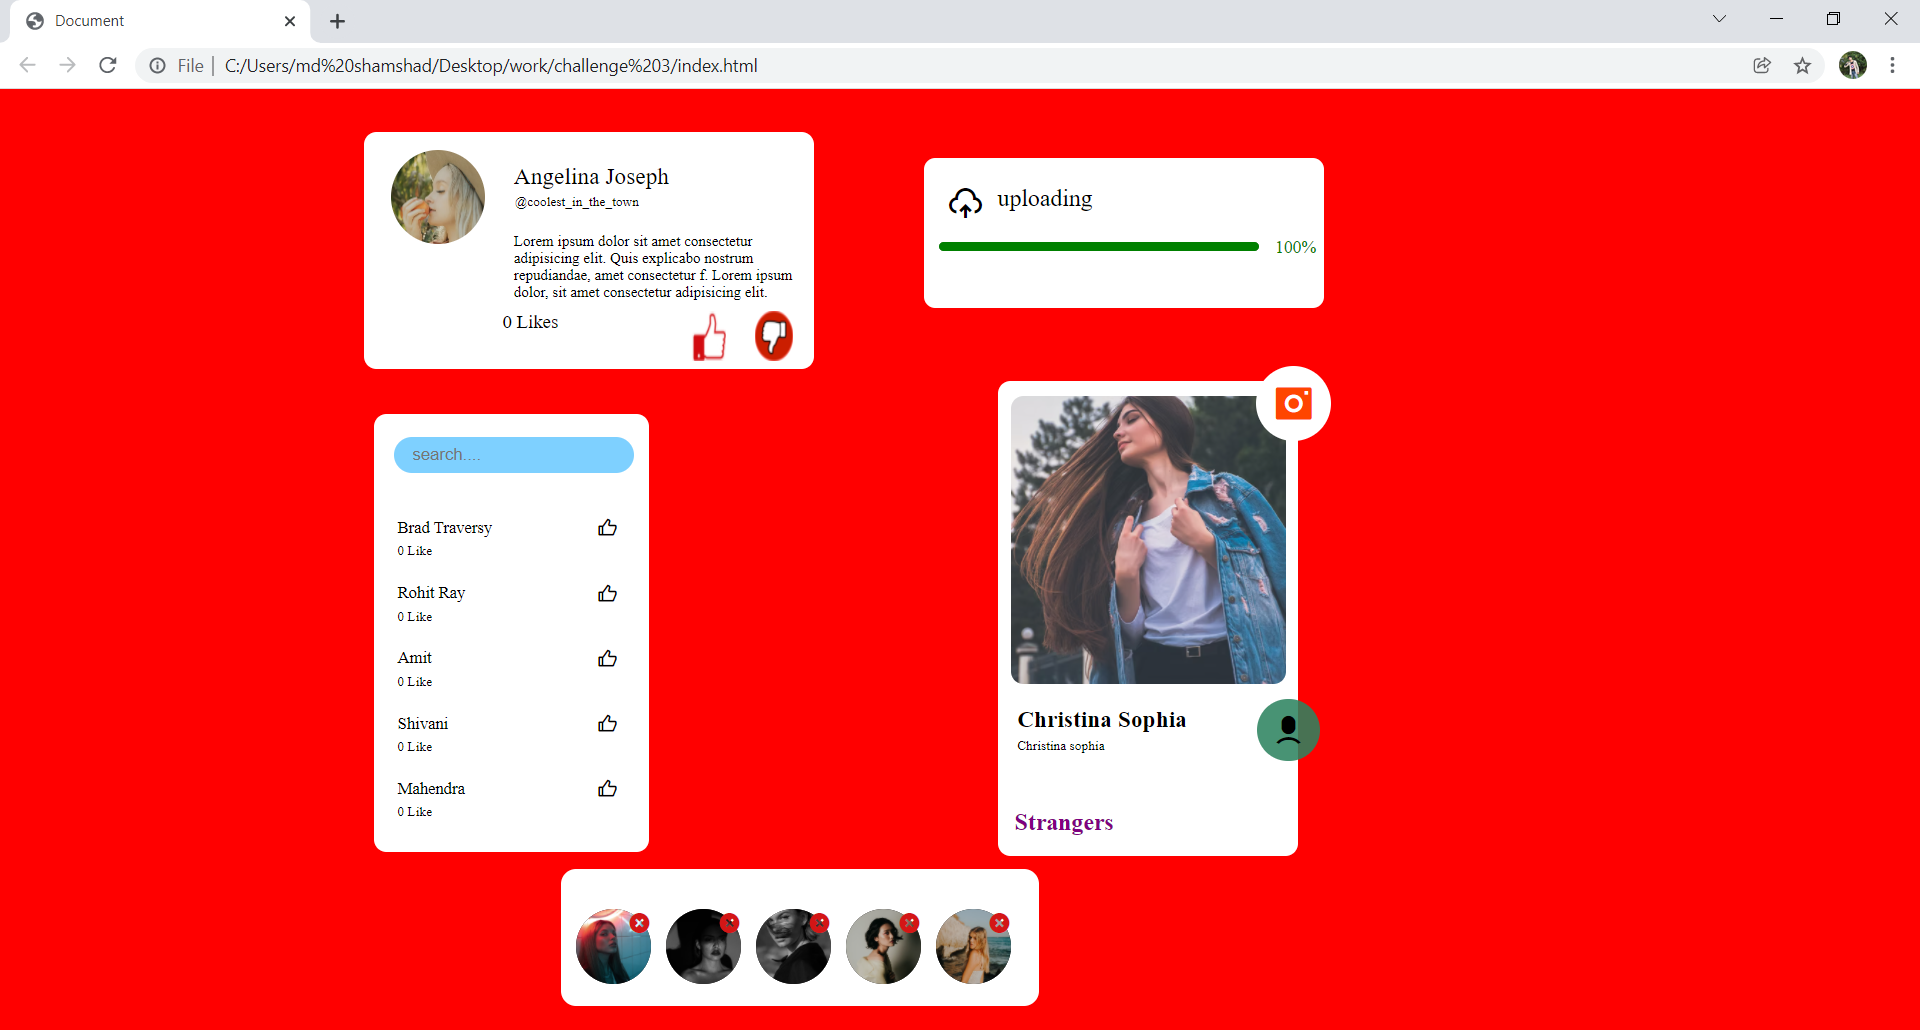 Document
File
C:/Users/md%20shamshad/Desktop/work/challenge%203/index.html
Angelina Joseph
@coolest_in_the_town
Lorem ipsum dolor sit amet consectetur
adipisicing elit. Quis explicabo nostrum
repudiandae, amet consectetur f. Lorem ipsum
dolor, sit amet consectetur adipisicing elit.
0 Likes
uploading
100%
search....
Brad Traversy
0 Like
Rohit Ray
0 Like
Amit
0 Like
Shivani
0 Like
Mahendra
0 Like
Christina Sophia
Christina sophia
Strangers